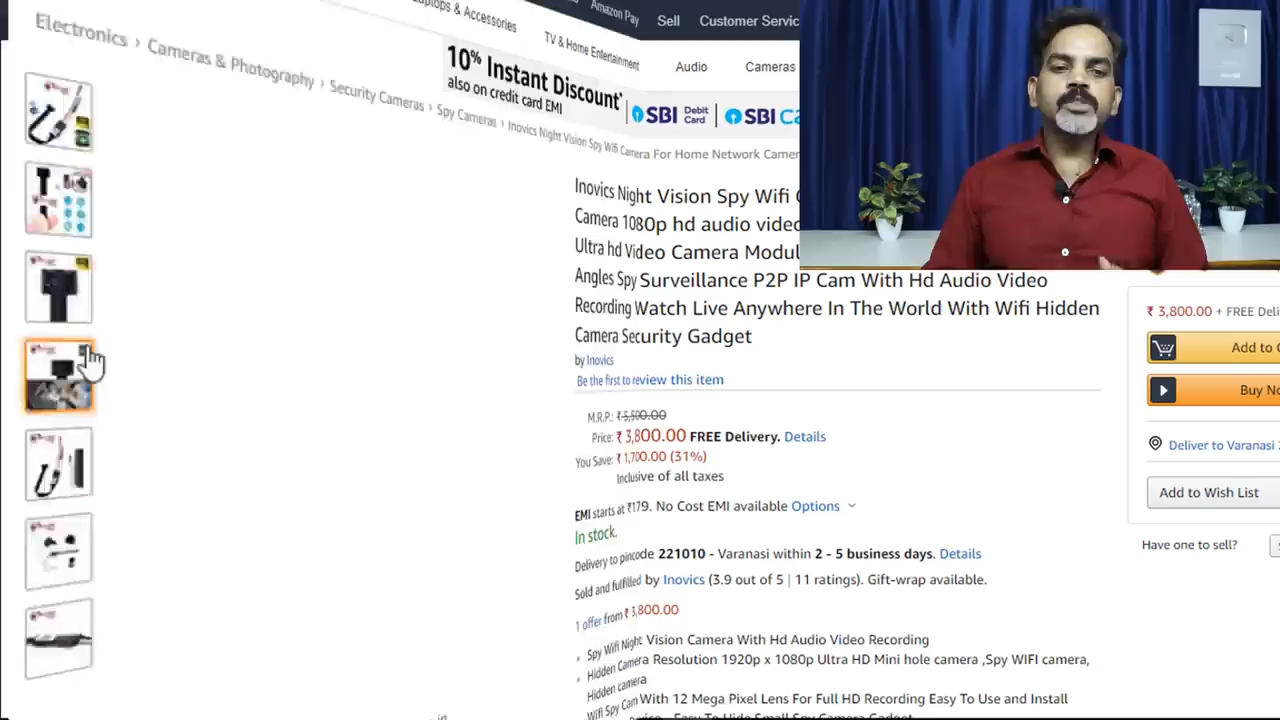 Laptops & Accessories
Amazon Pay
Sell
Customer Servic
TV & Home Entertainment
Audio
Cameras
Electronics › Cameras & Photography › Security Cameras › Spy Cameras › Inovics Night Vision Spy Wifi Camera For Home Network Camer
10% Instant Discount*
also on credit card EMI
SBI Debit Card
SBI Ca
Inovics Night Vision Spy Wifi C
Camera 1080p hd audio video
Ultra hd Video Camera Modul
Angles Spy Surveillance P2P IP Cam With Hd Audio Video
Recording Watch Live Anywhere In The World With Wifi Hidden
Camera Security Gadget
by Inovics
Be the first to review this item
M.R.P.: ₹ 5,500.00
Price: ₹ 3,800.00 FREE Delivery. Details
You Save: ₹ 1,700.00 (31%)
Inclusive of all taxes
EMI starts at ₹179. No Cost EMI available Options
In stock.
Delivery to pincode 221010 - Varanasi within 2 - 5 business days. Details
Sold and fulfilled by Inovics (3.9 out of 5 | 11 ratings). Gift-wrap available.
1 offer from ₹ 3,800.00
• Spy Wifi Night Vision Camera With Hd Audio Video Recording
• Hidden Camera Resolution 1920p x 1080p Ultra HD Mini hole camera ,Spy WIFI camera,
Hidden camera
Wifi Spy Cam With 12 Mega Pixel Lens For Full HD Recording Easy To Use and Install
Easy To Hide Small Spy Camera Gadget
₹ 3,800.00 + FREE Deli
Add to C
Buy No
Deliver to Varanasi
Add to Wish List
Have one to sell?